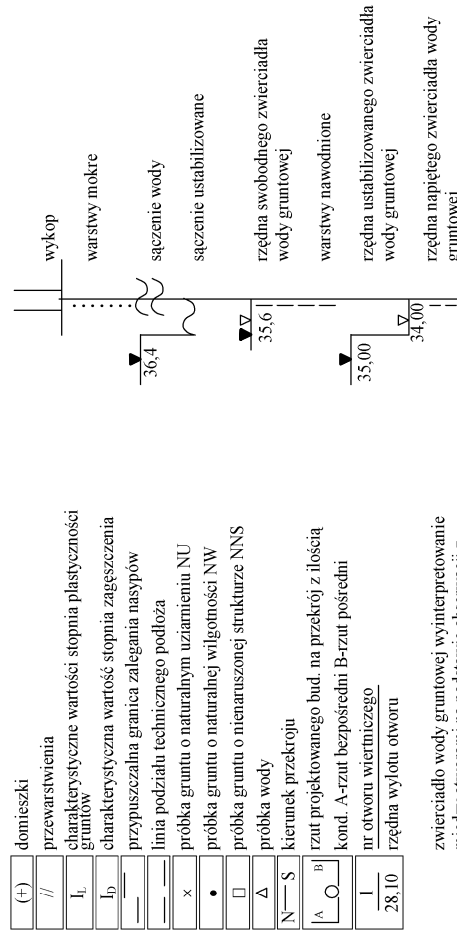 (+) domieszki
// przewarstwienia
I_L charakterystyczne wartości stopnia plastyczności
gruntów
I_D charakterystyczna wartość stopnia zagęszczenia
przypuszczalna granica zalegania nasypów
linia podziału technicznego podłoża
× próbka gruntu o naturalnym uziarnieniu NU
• próbka gruntu o naturalnej wilgotności NW
□ próbka gruntu o nienaruszonej strukturze NNS
△ próbka wody
N—S kierunek przekroju
A B rzut projektowanego bud. na przekrój z ilością
kond. A-rzut bezpośredni B-rzut pośredni
1 nr otworu wiertniczego
28,10 rzędna wylotu otworu
zwierciadło wody gruntowej wyinterpretowanie
wykop
warstwy mokre
36,4 sączenie wody
sączenie ustabilizowane
35,6 rzędna swobodnego zwierciadła
wody gruntowej
warstwy nawodnione
35,00 rzędna ustabilizowanego zwierciadła
wody gruntowej
34,00 rzędna napiętego zwierciadła wody
gruntowej